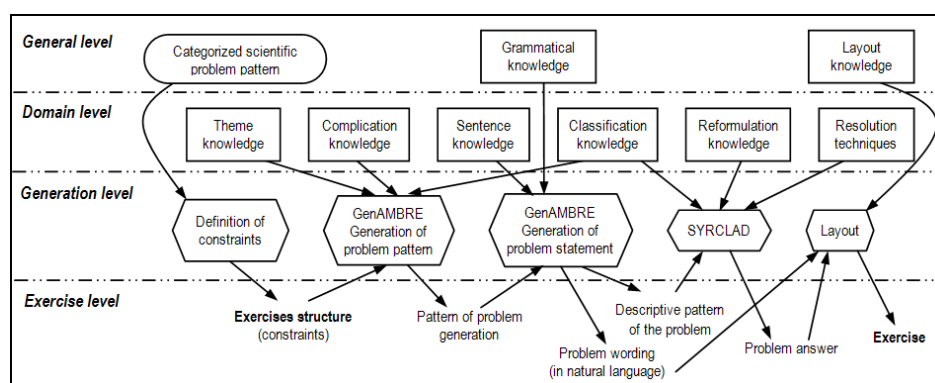 General level
Categorized scientific
problem pattern
Grammatical
knowledge
Layout
knowledge
Domain level
Theme
knowledge
Complication
knowledge
Sentence
knowledge
Classification
knowledge
Reformulation
knowledge
Resolution
techniques
Generation level
Definition of
constraints
GenAMBRE
Generation of
problem pattern
GenAMBRE
Generation of
problem statement
SYRCLAD
Layout
Exercise level
Exercises structure
(constraints)
Pattern of problem
generation
Descriptive pattern
of the problem
Problem wording
(in natural language)
Problem answer
Exercise